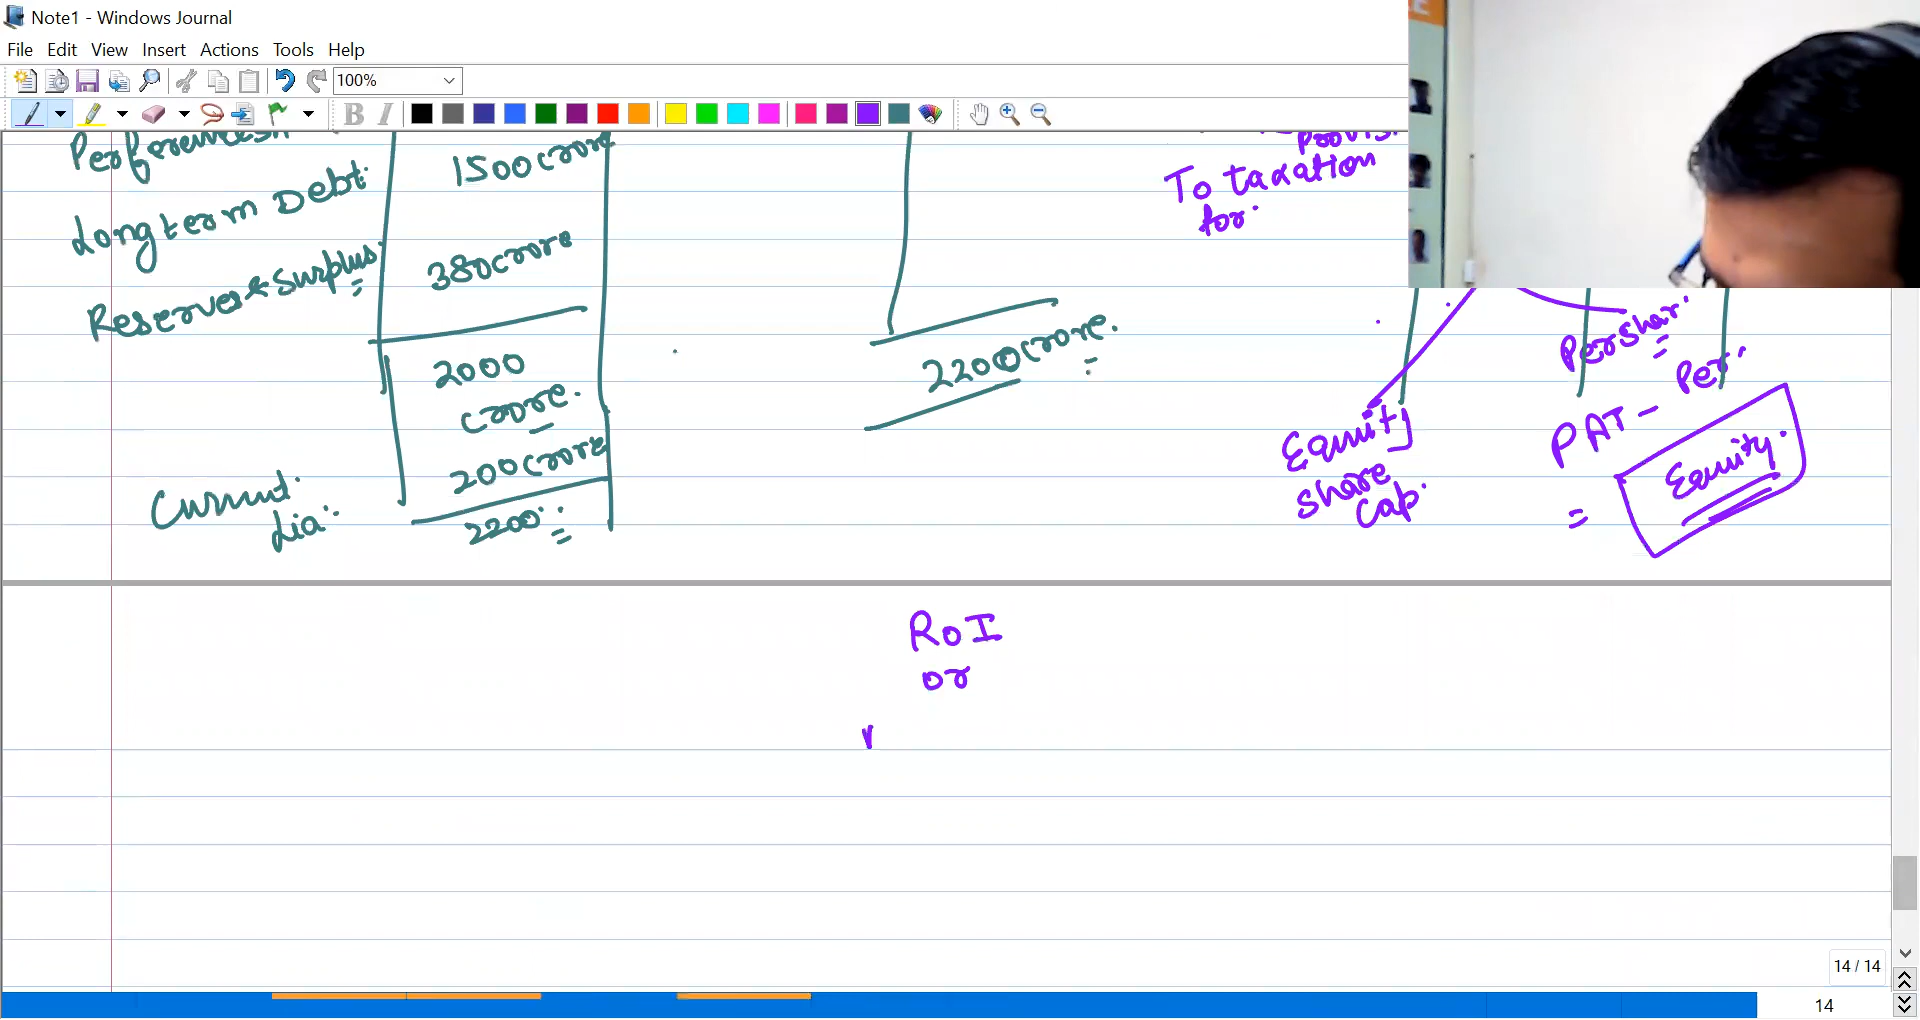 Note1 - Windows Journal
File Edit View Insert Actions Tools Help
100%
B I
1500 crore
Long term Debt.
380 crore
Reserves & Surplus.
2000
crore.
200 crore
Current.
Lia:
2200
2200 crore.
Provis
To taxation
for
Equity
share
Cap.
Pershar
PAT - Per
=
Equity.
RoI
or
14 / 14
14